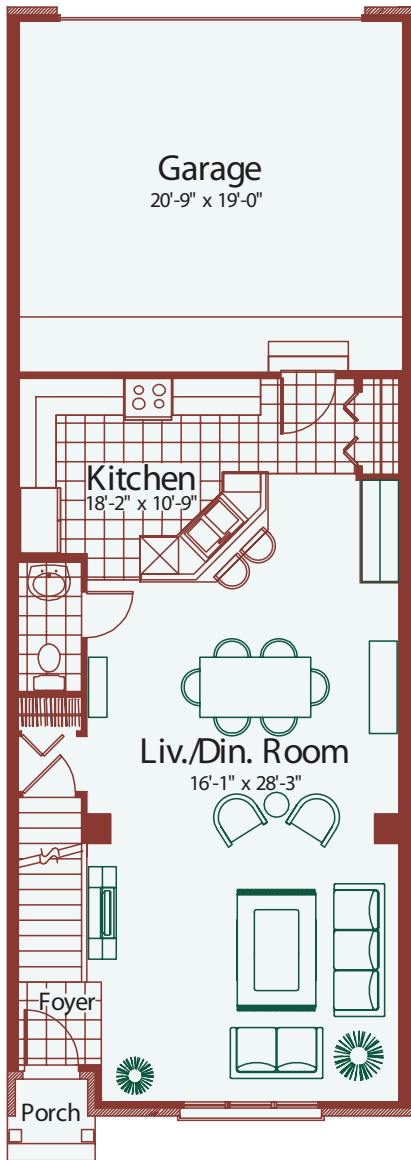 Garage
20'-9" x 19'-0"
Kitchen
18'-2" x 10'-9"
Liv./Din. Room
16'-1" x 28'-3"
Foyer
Porch